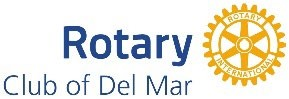 Rotary
Club of Del Mar
ROTARY
INTERNATIONAL